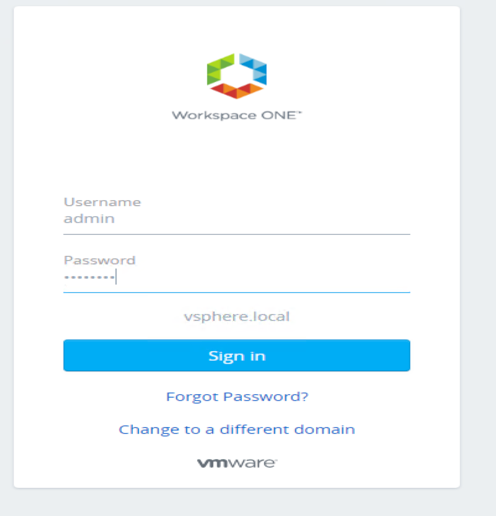 Workspace ONE™
Username
admin
Password
••••••••
vsphere.local
Sign in
Forgot Password?
Change to a different domain
vmware